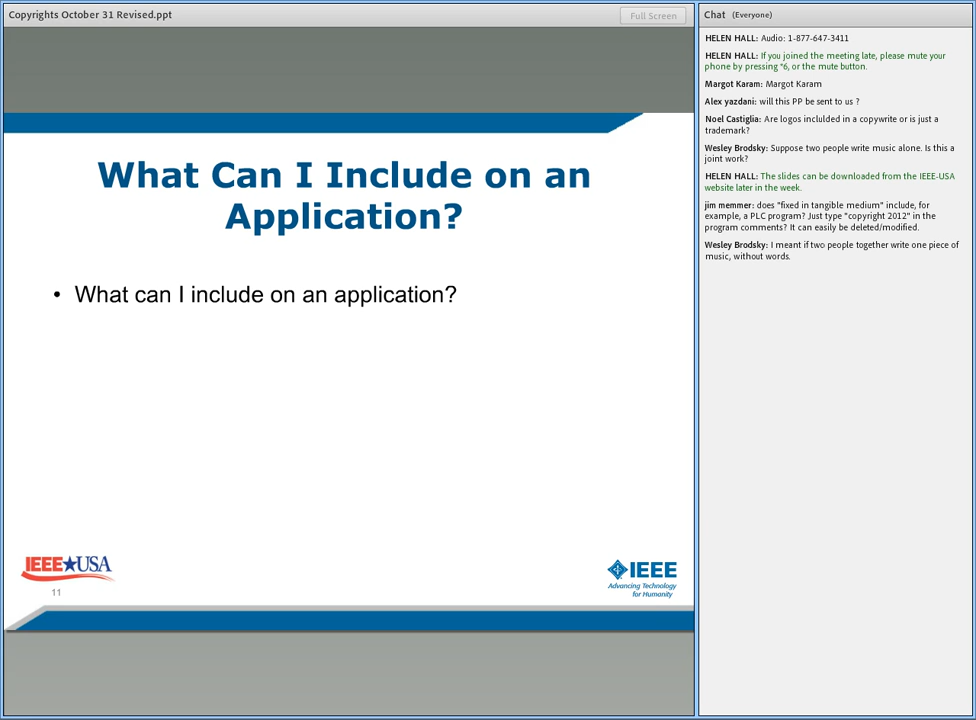 Copyrights October 31 Revised.ppt
Full Screen
What Can I Include on an
Application?
• What can I include on an application?
IEEE★USA
11
IEEE
Advancing Technology
for Humanity
Chat (Everyone)
HELEN HALL: Audio: 1-877-647-3411
HELEN HALL: If you joined the meeting late, please mute your
phone by pressing *6, or the mute button.
Margot Karam: Margot Karam
Alex yazdani: will this PP be sent to us ?
Noel Castiglia: Are logos inclulded in a copywrite or is just a
trademark?
Wesley Brodsky: Suppose two people write music alone. Is this a
joint work?
HELEN HALL: The slides can be downloaded from the IEEE-USA
website later in the week.
jim memmer: does "fixed in tangible medium" include, for
example, a PLC program? Just type "copyright 2012" in the
program comments? It can easily be deleted/modified.
Wesley Brodsky: I meant if two people together write one piece of
music, without words.